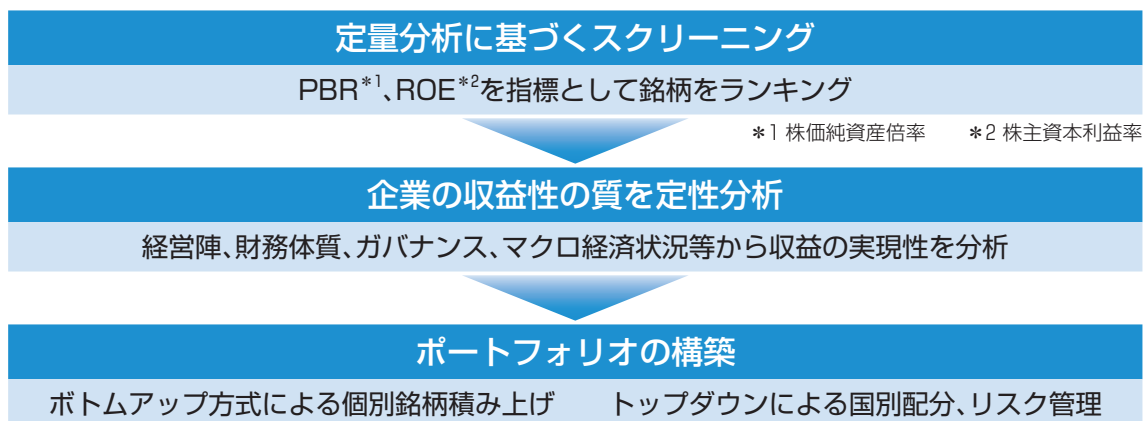 定量分析に基づくスクリーニング
PBR*1、ROE*2を指標として銘柄をランキング
*1 株価純資産倍率 *2 株主資本利益率
企業の収益性の質を定性分析
経営陣、財務体質、ガバナンス、マクロ経済状況等から収益の実現性を分析
ポートフォリオの構築
ボトムアップ方式による個別銘柄積み上げ トップダウンによる国別配分、リスク管理